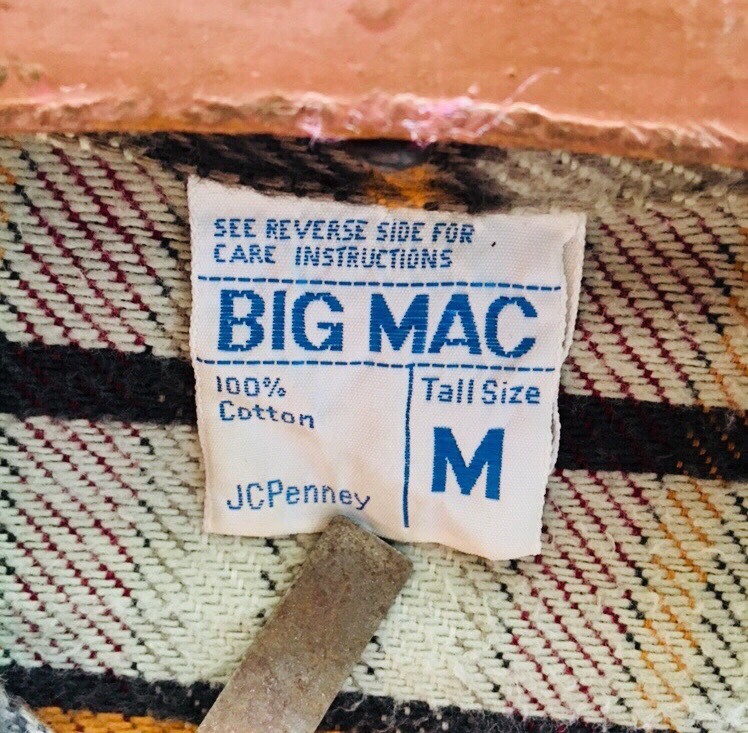 SEE REVERSE SIDE FOR
CARE INSTRUCTIONS
BIG MAC
100%
Cotton
JCPenney
Tall Size
M